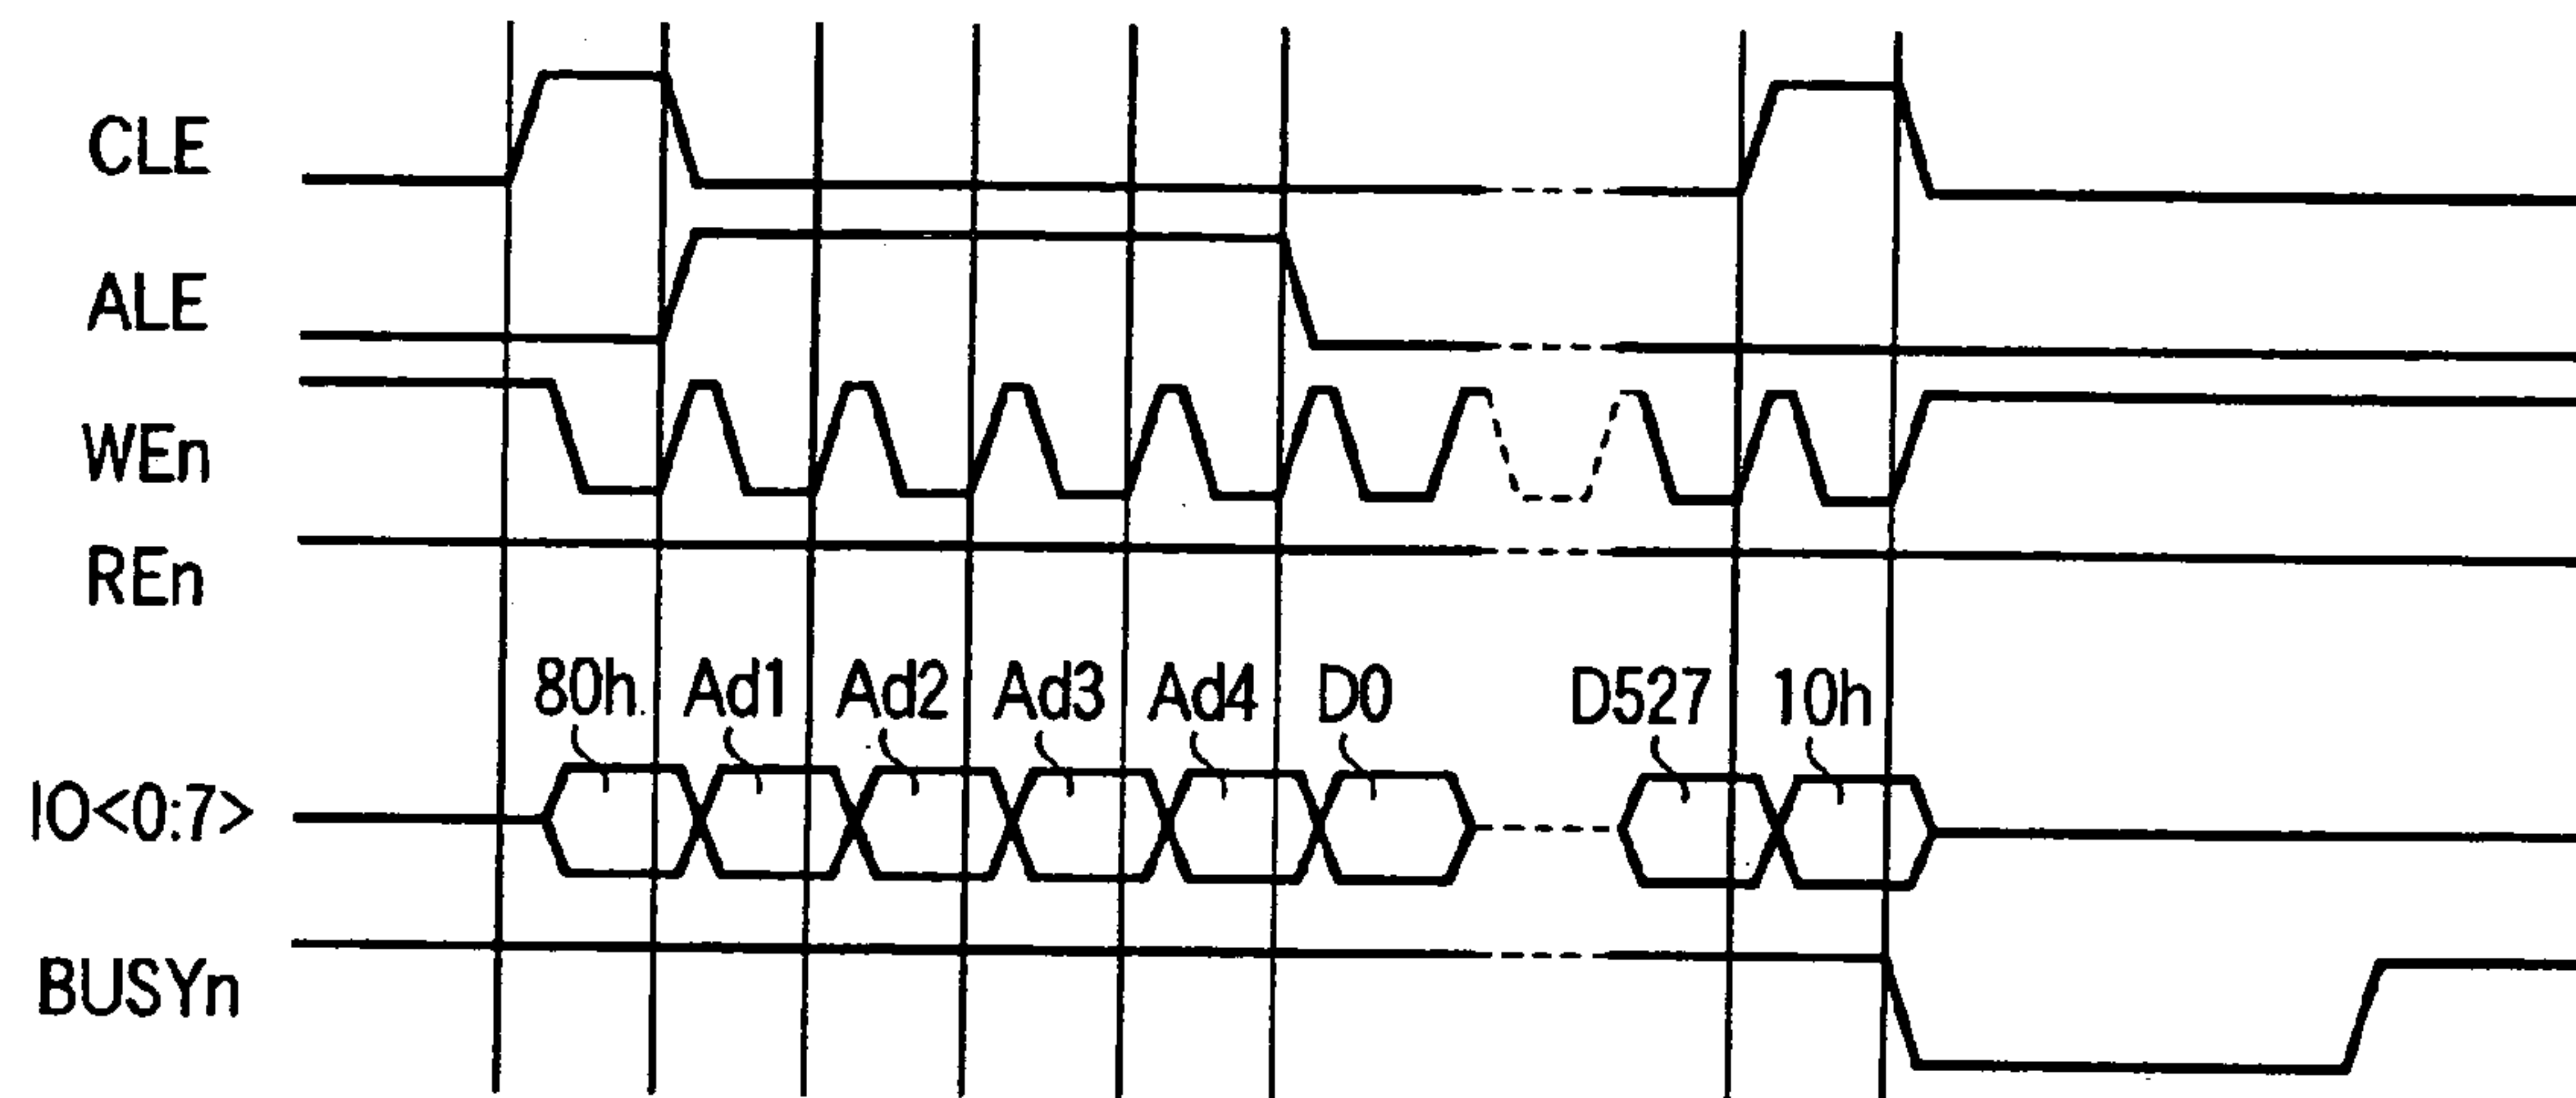 CLE
ALE
WEn
REn
80h Ad1 Ad2 Ad3 Ad4 D0 D527 10h
IO<0:7>
BUSYn